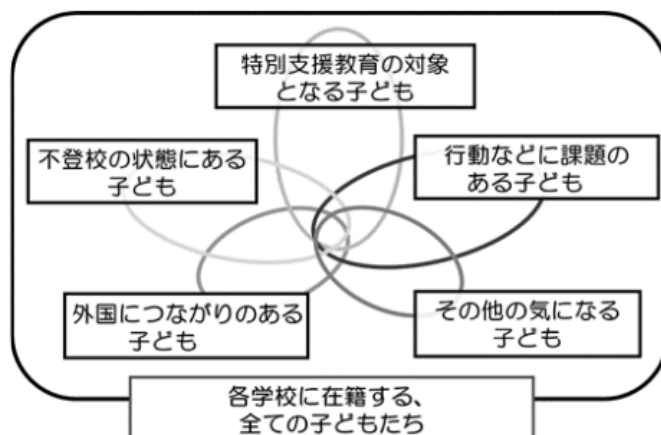 特別支援教育の対象
となる子ども
不登校の状態にある
子ども
行動などに課題の
ある子ども
外国につながりのある
子ども
その他の気になる
子ども
各学校に在籍する、
全ての子どもたち